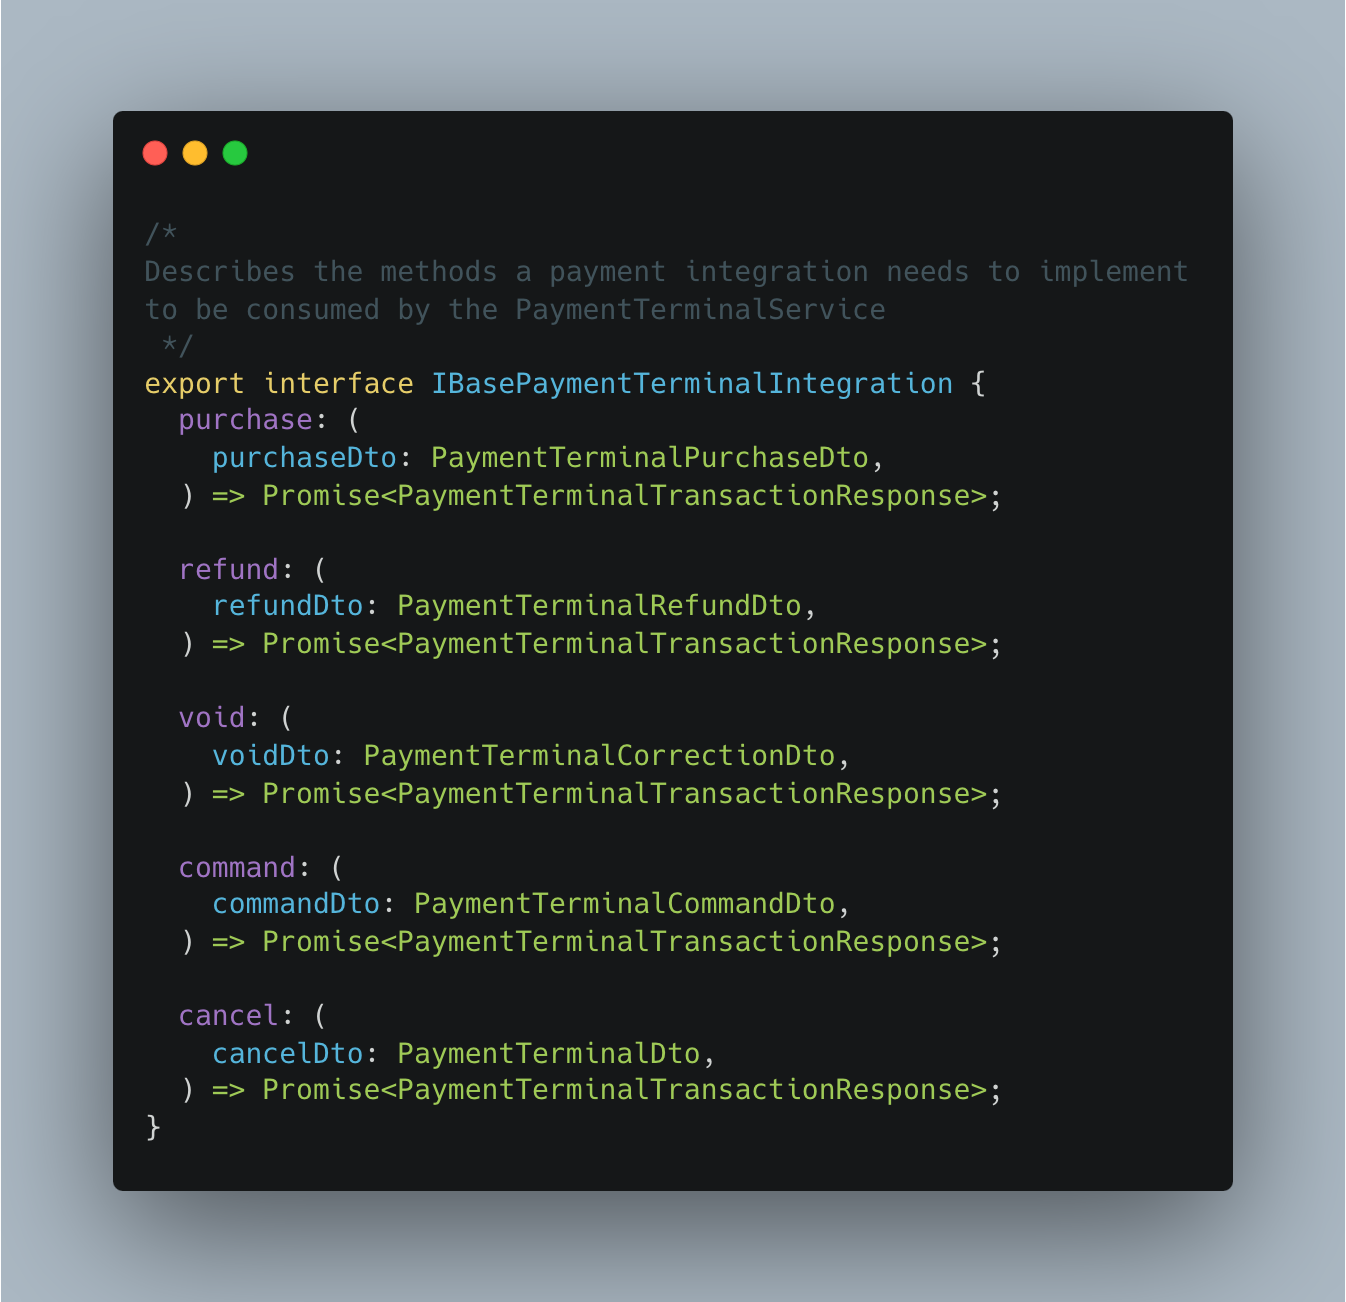 /*
Describes the methods a payment integration needs to implement
to be consumed by the PaymentTerminalService
 */
export interface IBasePaymentTerminalIntegration {
  purchase: (
    purchaseDto: PaymentTerminalPurchaseDto,
  ) => Promise<PaymentTerminalTransactionResponse>;

  refund: (
    refundDto: PaymentTerminalRefundDto,
  ) => Promise<PaymentTerminalTransactionResponse>;

  void: (
    voidDto: PaymentTerminalCorrectionDto,
  ) => Promise<PaymentTerminalTransactionResponse>;

  command: (
    commandDto: PaymentTerminalCommandDto,
  ) => Promise<PaymentTerminalTransactionResponse>;

  cancel: (
    cancelDto: PaymentTerminalDto,
  ) => Promise<PaymentTerminalTransactionResponse>;
}